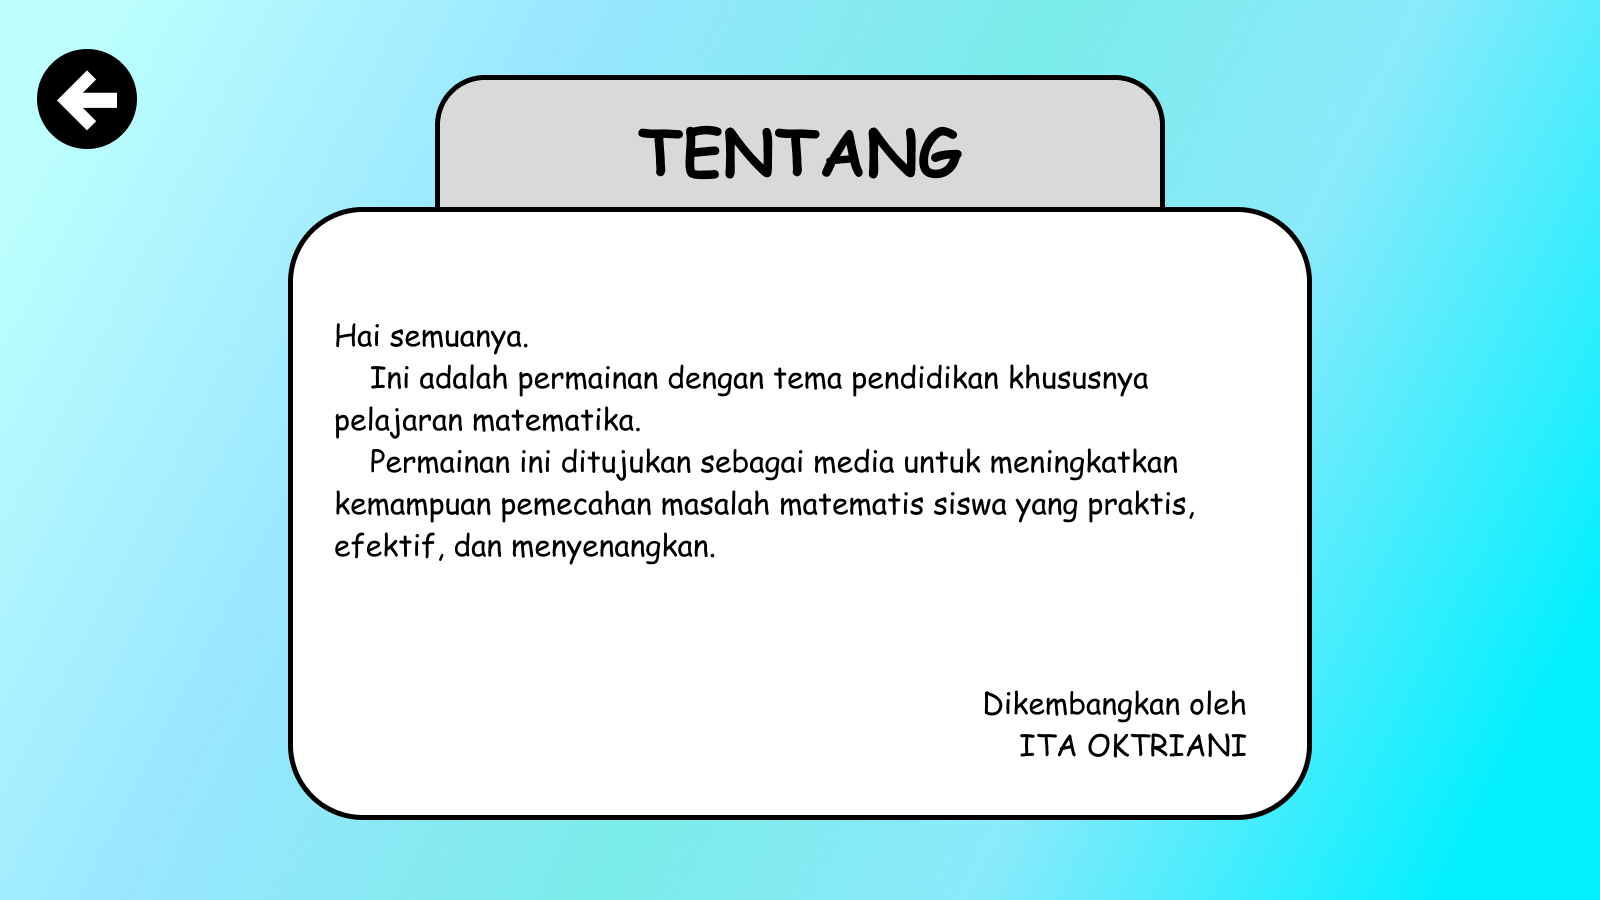 TENTANG
Hai semuanya.
Ini adalah permainan dengan tema pendidikan khususnya
pelajaran matematika.
Permainan ini ditujukan sebagai media untuk meningkatkan
kemampuan pemecahan masalah matematis siswa yang praktis,
efektif, dan menyenangkan.
Dikembangkan oleh
ITA OKTRIANI